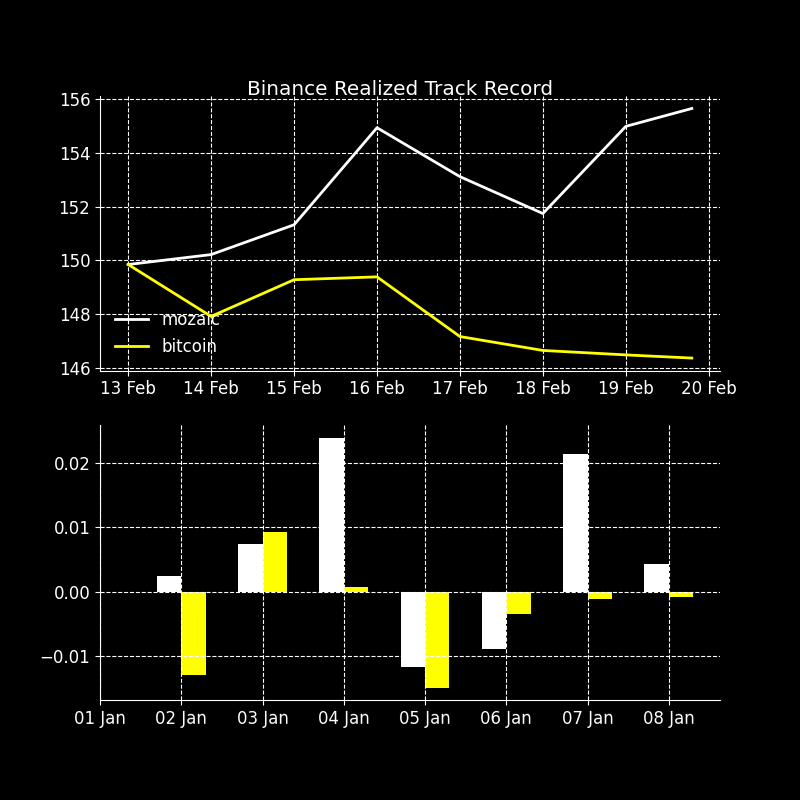 Binance Realized Track Record
156
154
152
150
148
146
mozaic
bitcoin
13 Feb 14 Feb 15 Feb 16 Feb 17 Feb 18 Feb 19 Feb 20 Feb
0.02
0.01
0.00
−0.01
01 Jan 02 Jan 03 Jan 04 Jan 05 Jan 06 Jan 07 Jan 08 Jan